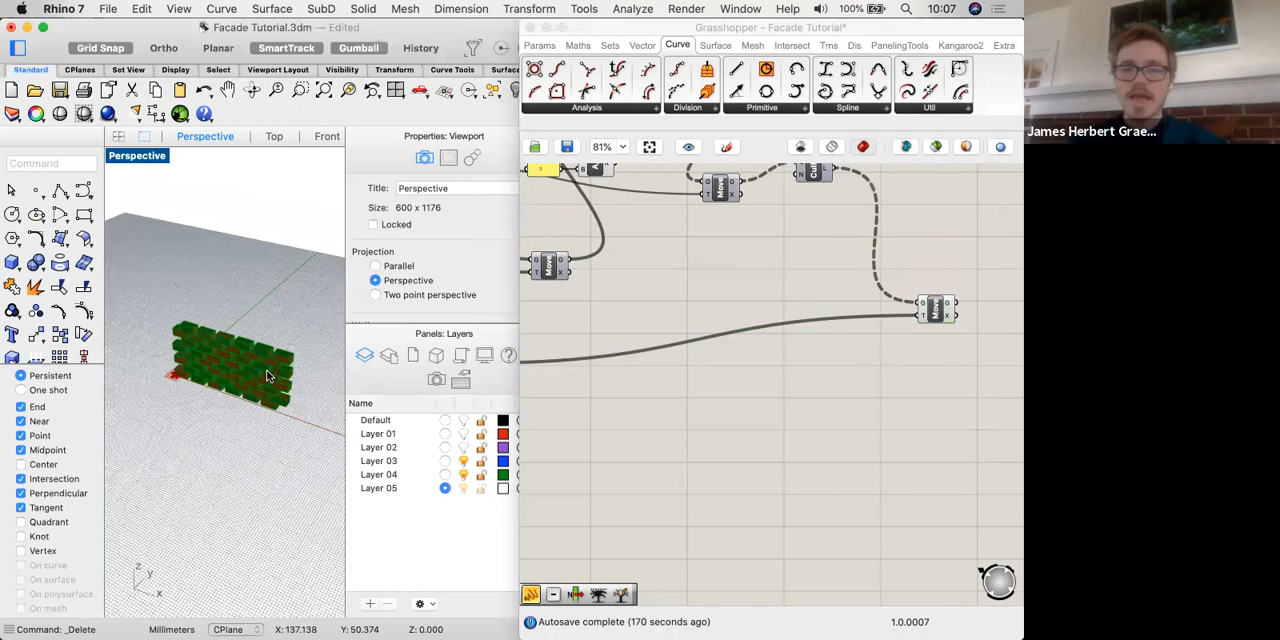 Rhino 7 File Edit View Curve Surface SubD Solid Mesh Dimension Transform Tools Analyze Render Window Help 100% 10:07
Facade Tutorial.3dm — Edited
Grasshopper - Facade Tutorial*
Grid Snap Ortho Planar SmartTrack Gumball History
Params Maths Sets Vector Curve Surface Mesh Intersect Trns Dis PanelingTools Kangaroo2 Extra
Standard CPlanes Set View Display Select Viewport Layout Visibility Transform Curve Tools Surfac
Analysis Division Primitive Spline Util
Perspective Top Front
Properties: Viewport
81%
James Herbert Grae...
Perspective
Command
Title: Perspective
Size: 600 x 1176
Locked
Projection
Parallel
Perspective
Two point perspective
B
N
G T Move G X
G T Move G X
G T Move G X
Panels: Layers
Persistent
One shot
End
Near
Point
Midpoint
Center
Intersection
Perpendicular
Tangent
Quadrant
Knot
Vertex
On curve
On surface
On polysurface
On mesh
Name
Default
Layer 01
Layer 02
Layer 03
Layer 04
Layer 05
z
y
x
Command: _Delete Millimeters CPlane X: 137.138 Y: 50.374 Z: 0.000
Autosave complete (170 seconds ago) 1.0.0007